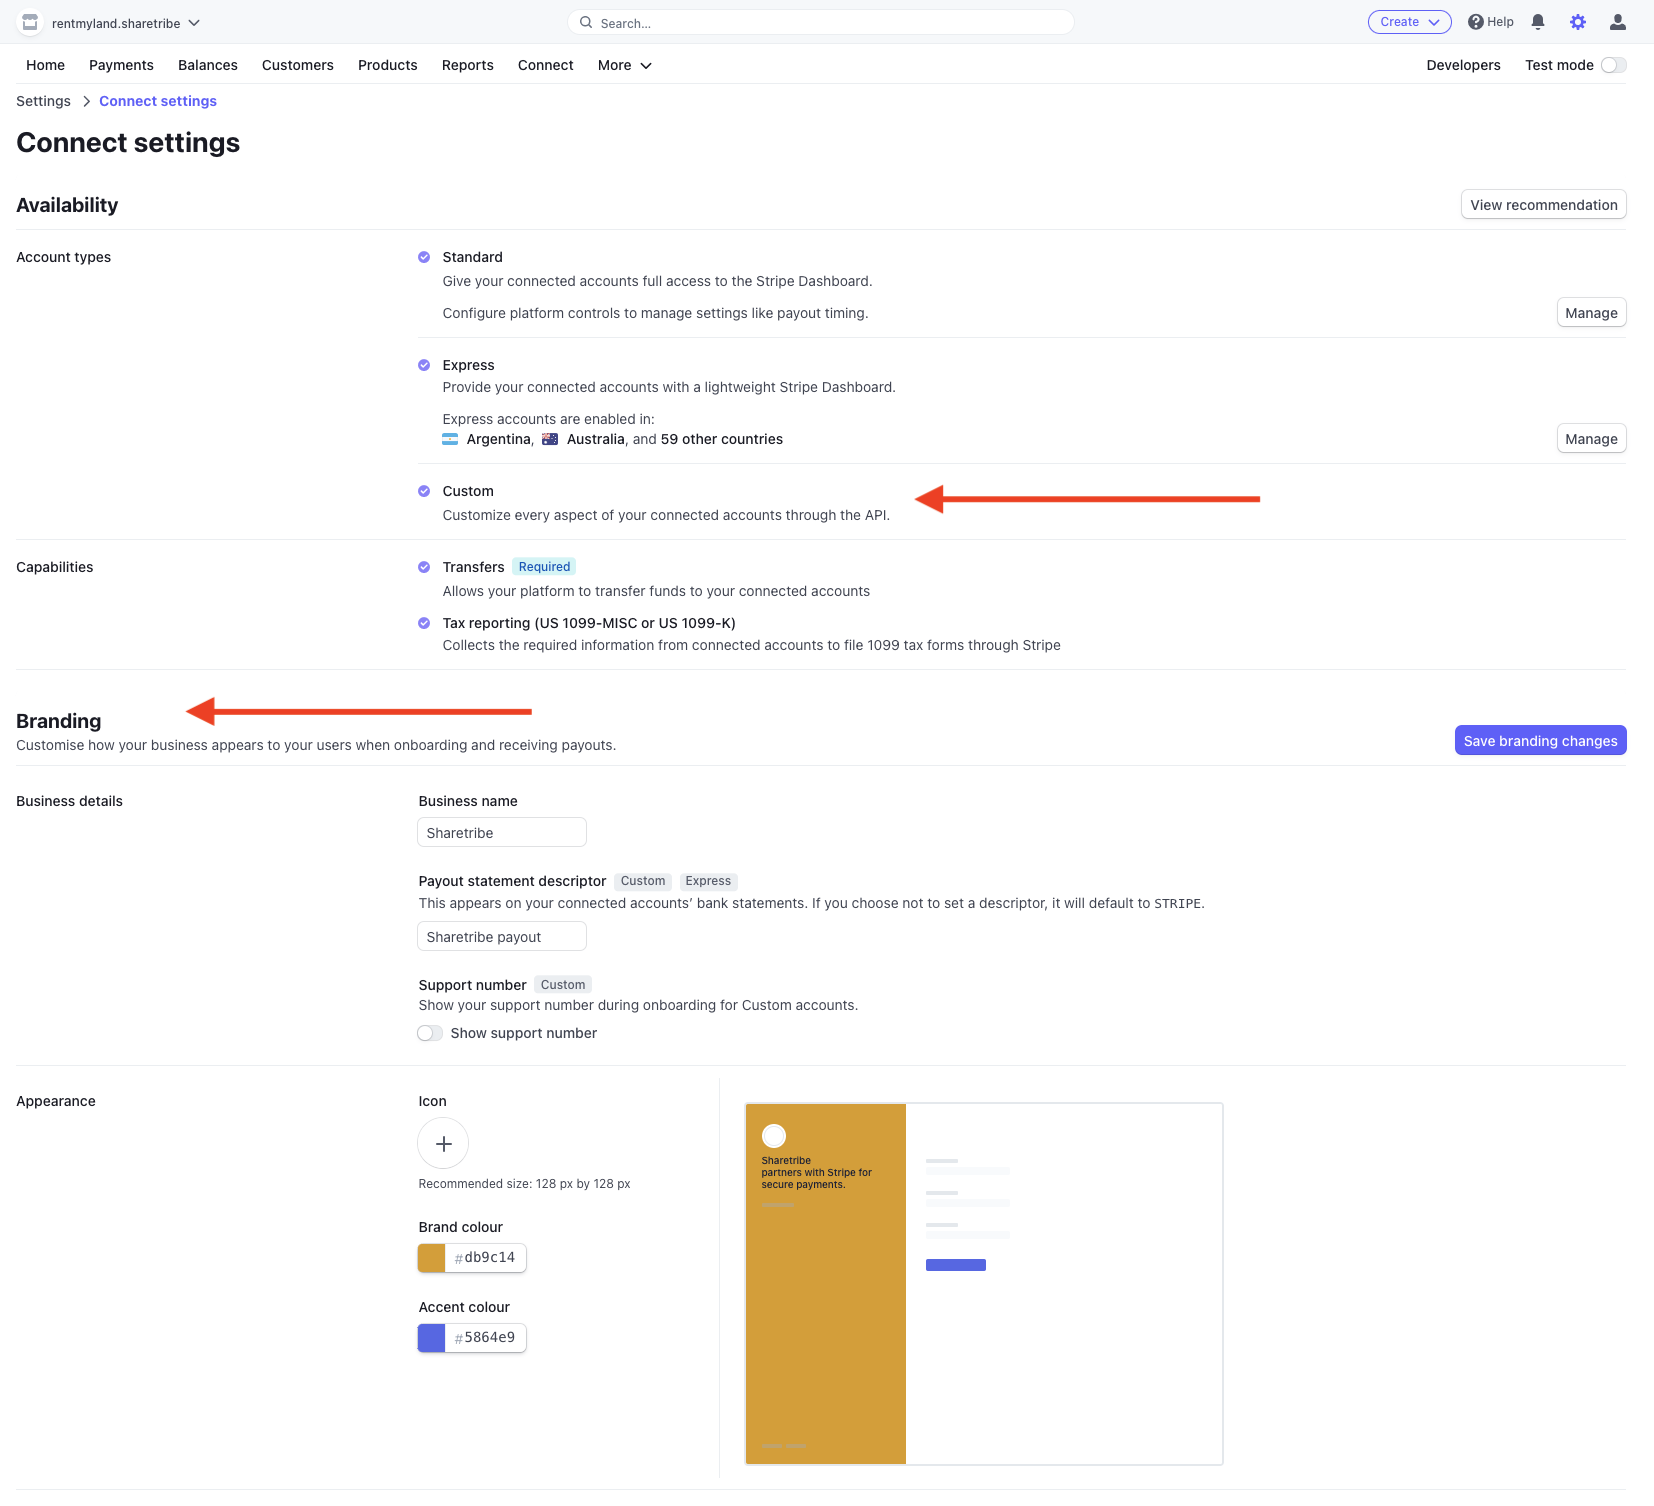 rentmyland.sharetribe
Search...
Create
Help
Home Payments Balances Customers Products Reports Connect More
Developers Test mode
Settings > Connect settings
Connect settings
Availability
View recommendation
Account types
Standard
Give your connected accounts full access to the Stripe Dashboard.
Configure platform controls to manage settings like payout timing.
Manage
Express
Provide your connected accounts with a lightweight Stripe Dashboard.
Express accounts are enabled in:
Argentina, Australia, and 59 other countries
Manage
Custom
Customize every aspect of your connected accounts through the API.
Capabilities
Transfers Required
Allows your platform to transfer funds to your connected accounts
Tax reporting (US 1099-MISC or US 1099-K)
Collects the required information from connected accounts to file 1099 tax forms through Stripe
Branding
Customise how your business appears to your users when onboarding and receiving payouts.
Save branding changes
Business details
Business name
Sharetribe
Payout statement descriptor Custom Express
This appears on your connected accounts’ bank statements. If you choose not to set a descriptor, it will default to STRIPE.
Sharetribe payout
Support number Custom
Show your support number during onboarding for Custom accounts.
Show support number
Appearance
Icon
Recommended size: 128 px by 128 px
Brand colour
#db9c14
Accent colour
#5864e9
Sharetribe
partners with Stripe for
secure payments.